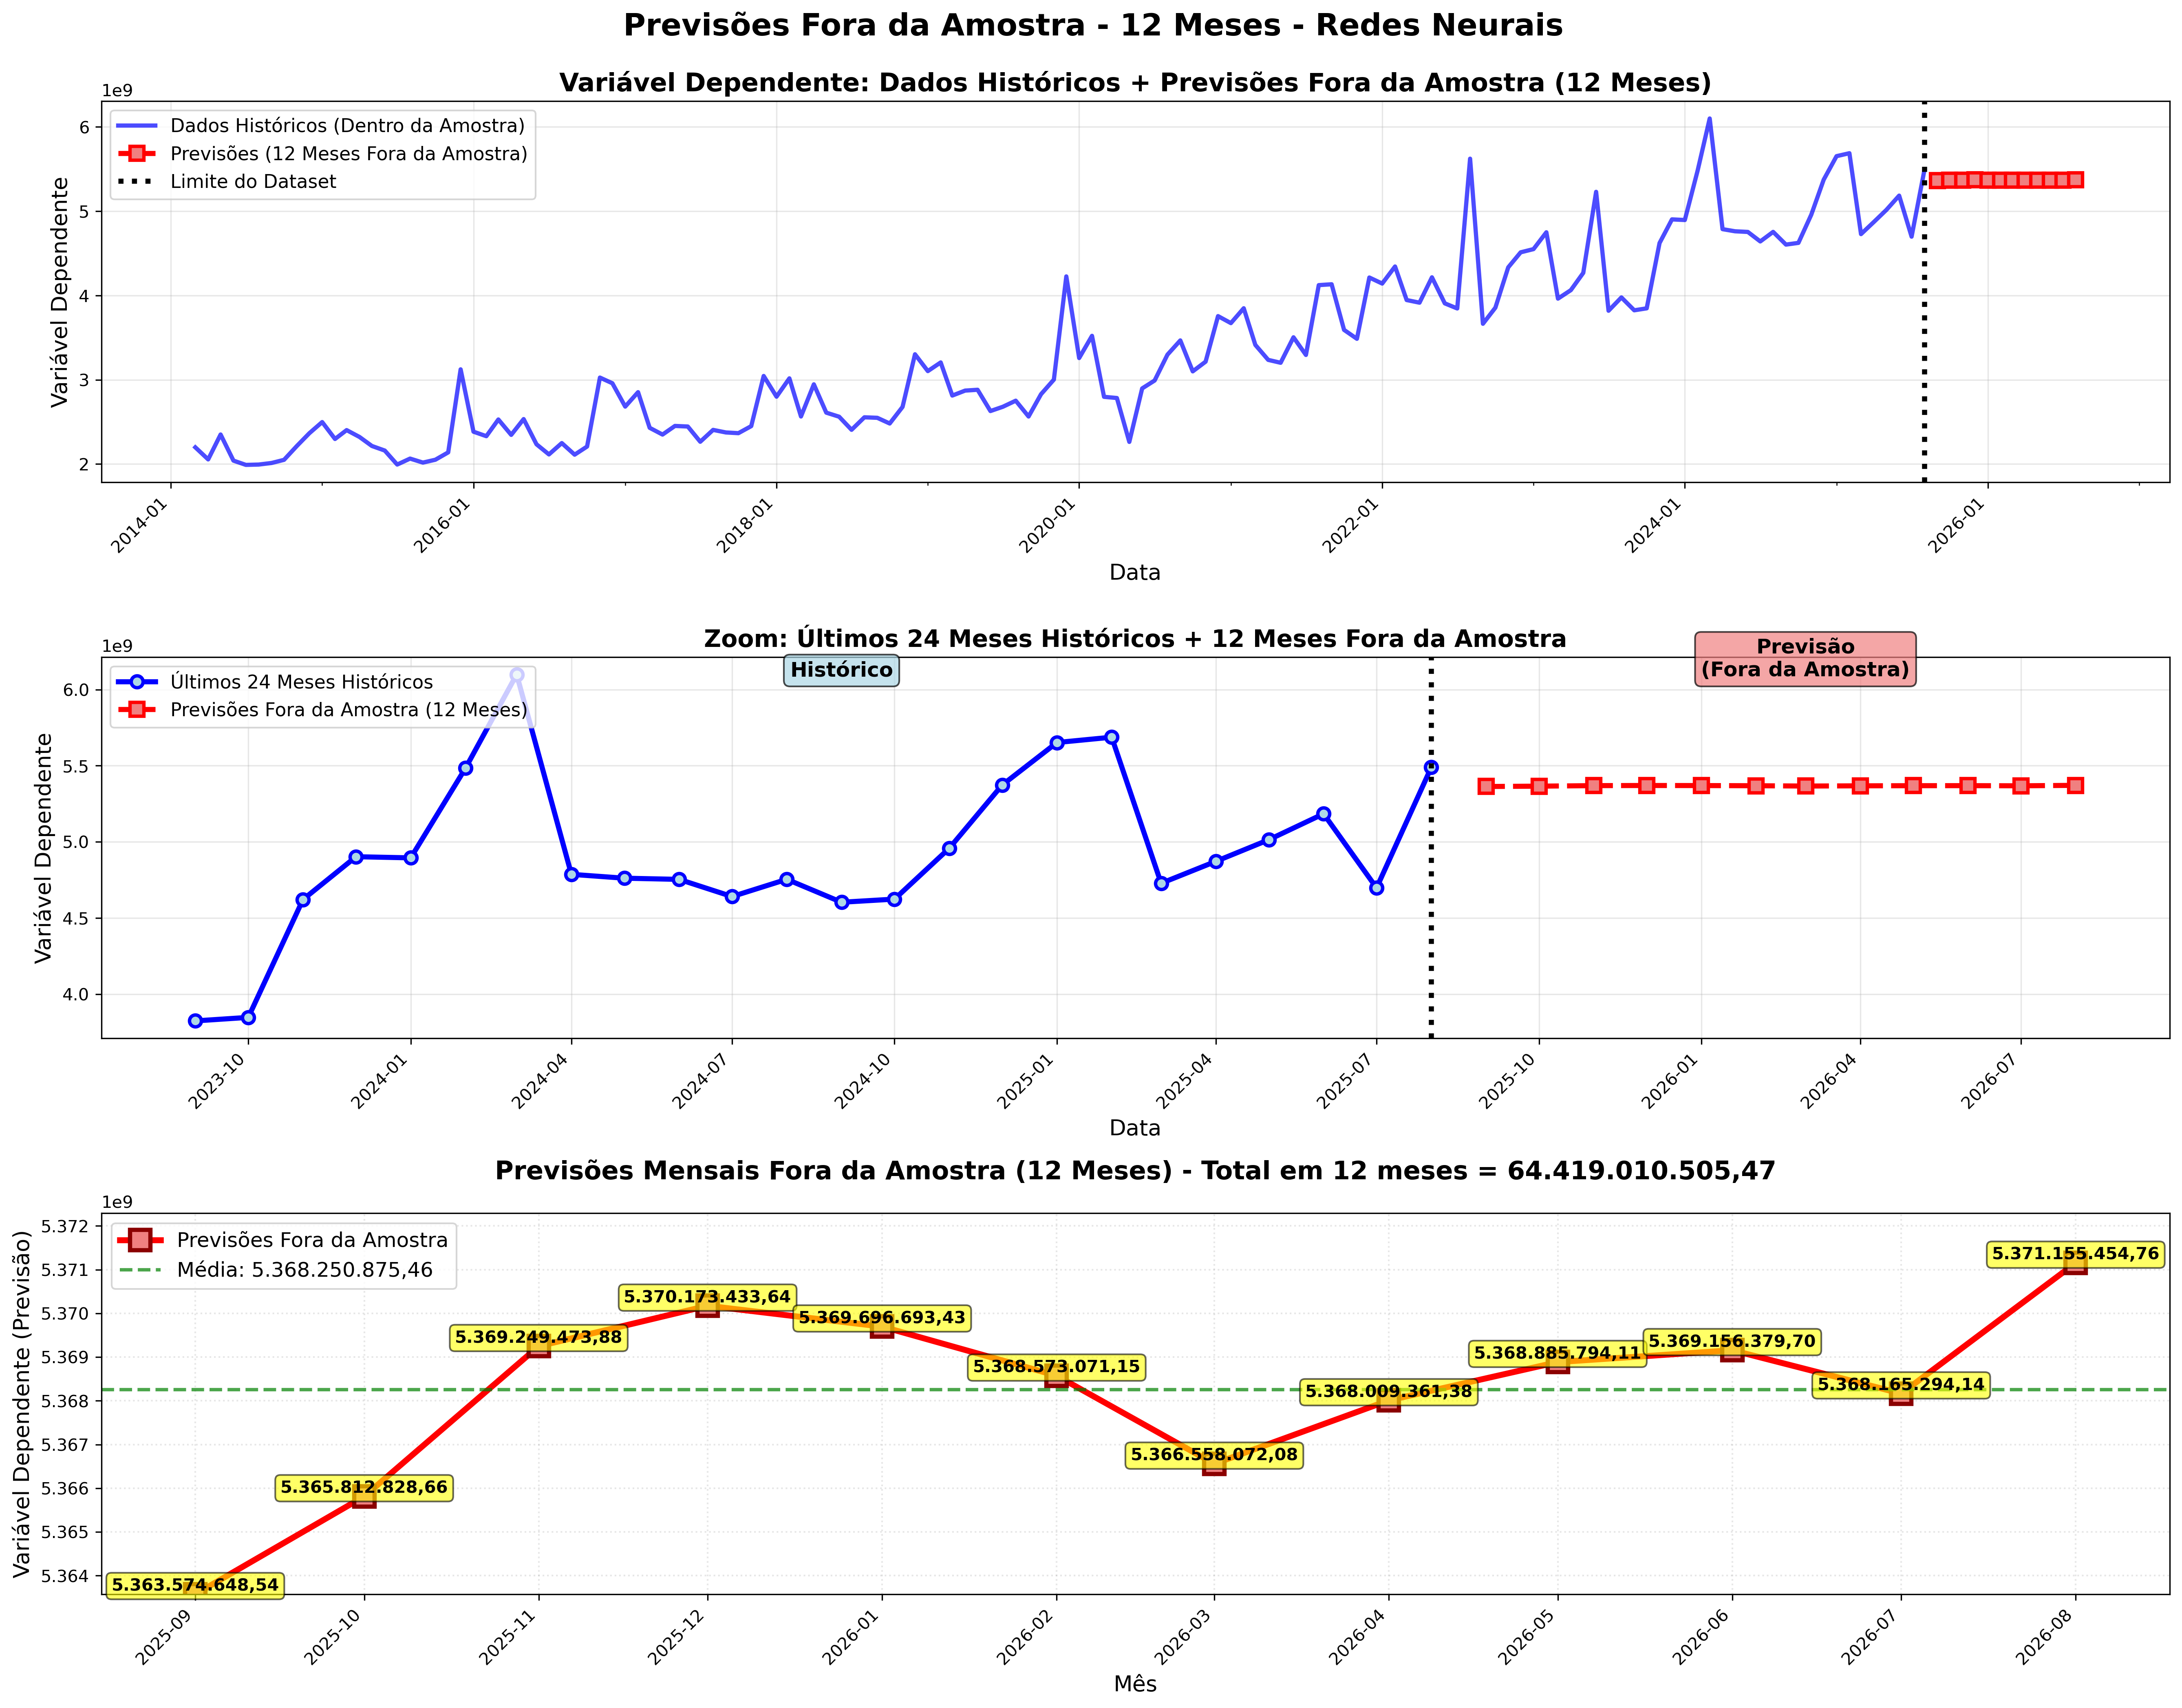 Previsões Fora da Amostra - 12 Meses - Redes Neurais
Variável Dependente: Dados Históricos + Previsões Fora da Amostra (12 Meses)
1e9
Dados Históricos (Dentro da Amostra)
Previsões (12 Meses Fora da Amostra)
Limite do Dataset
Variável Dependente
6
5
4
3
2
2014-01
2016-01
2018-01
2020-01
2022-01
2024-01
2026-01
Data
Zoom: Últimos 24 Meses Históricos + 12 Meses Fora da Amostra
1e9
Últimos 24 Meses Históricos
Previsões Fora da Amostra (12 Meses)
Histórico
Previsão
(Fora da Amostra)
Variável Dependente
6.0
5.5
5.0
4.5
4.0
2023-10
2024-01
2024-04
2024-07
2024-10
2025-01
2025-04
2025-07
2025-10
2026-01
2026-04
2026-07
Data
Previsões Mensais Fora da Amostra (12 Meses) - Total em 12 meses = 64.419.010.505,47
1e9
Previsões Fora da Amostra
Média: 5.368.250.875,46
Variável Dependente (Previsão)
5.372
5.371
5.370
5.369
5.368
5.367
5.366
5.365
5.364
5.363.574.648,54
5.365.812.828,66
5.369.249.473,88
5.370.173.433,64
5.369.696.693,43
5.368.573.071,15
5.366.558.072,08
5.368.009.361,38
5.368.885.794,11
5.369.156.379,70
5.368.165.294,14
5.371.155.454,76
2025-09
2025-10
2025-11
2025-12
2026-01
2026-02
2026-03
2026-04
2026-05
2026-06
2026-07
2026-08
Mês